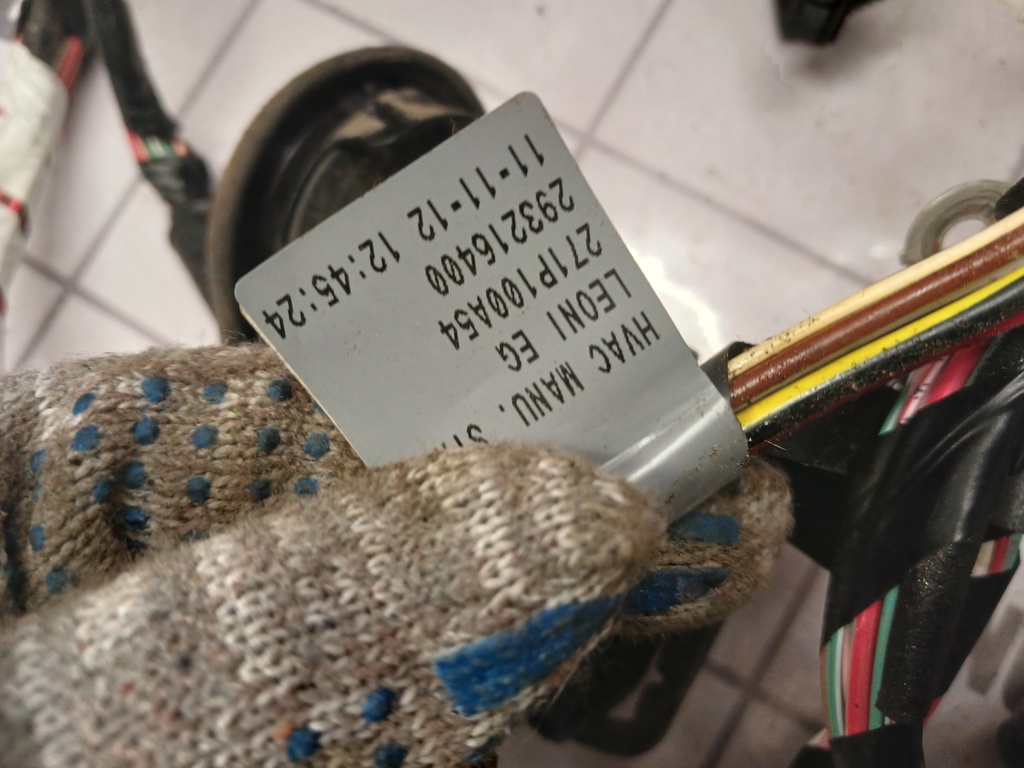 HVAC MANU.
LEONI EG
271P100A54
293216400
11-11-12 12:45:24